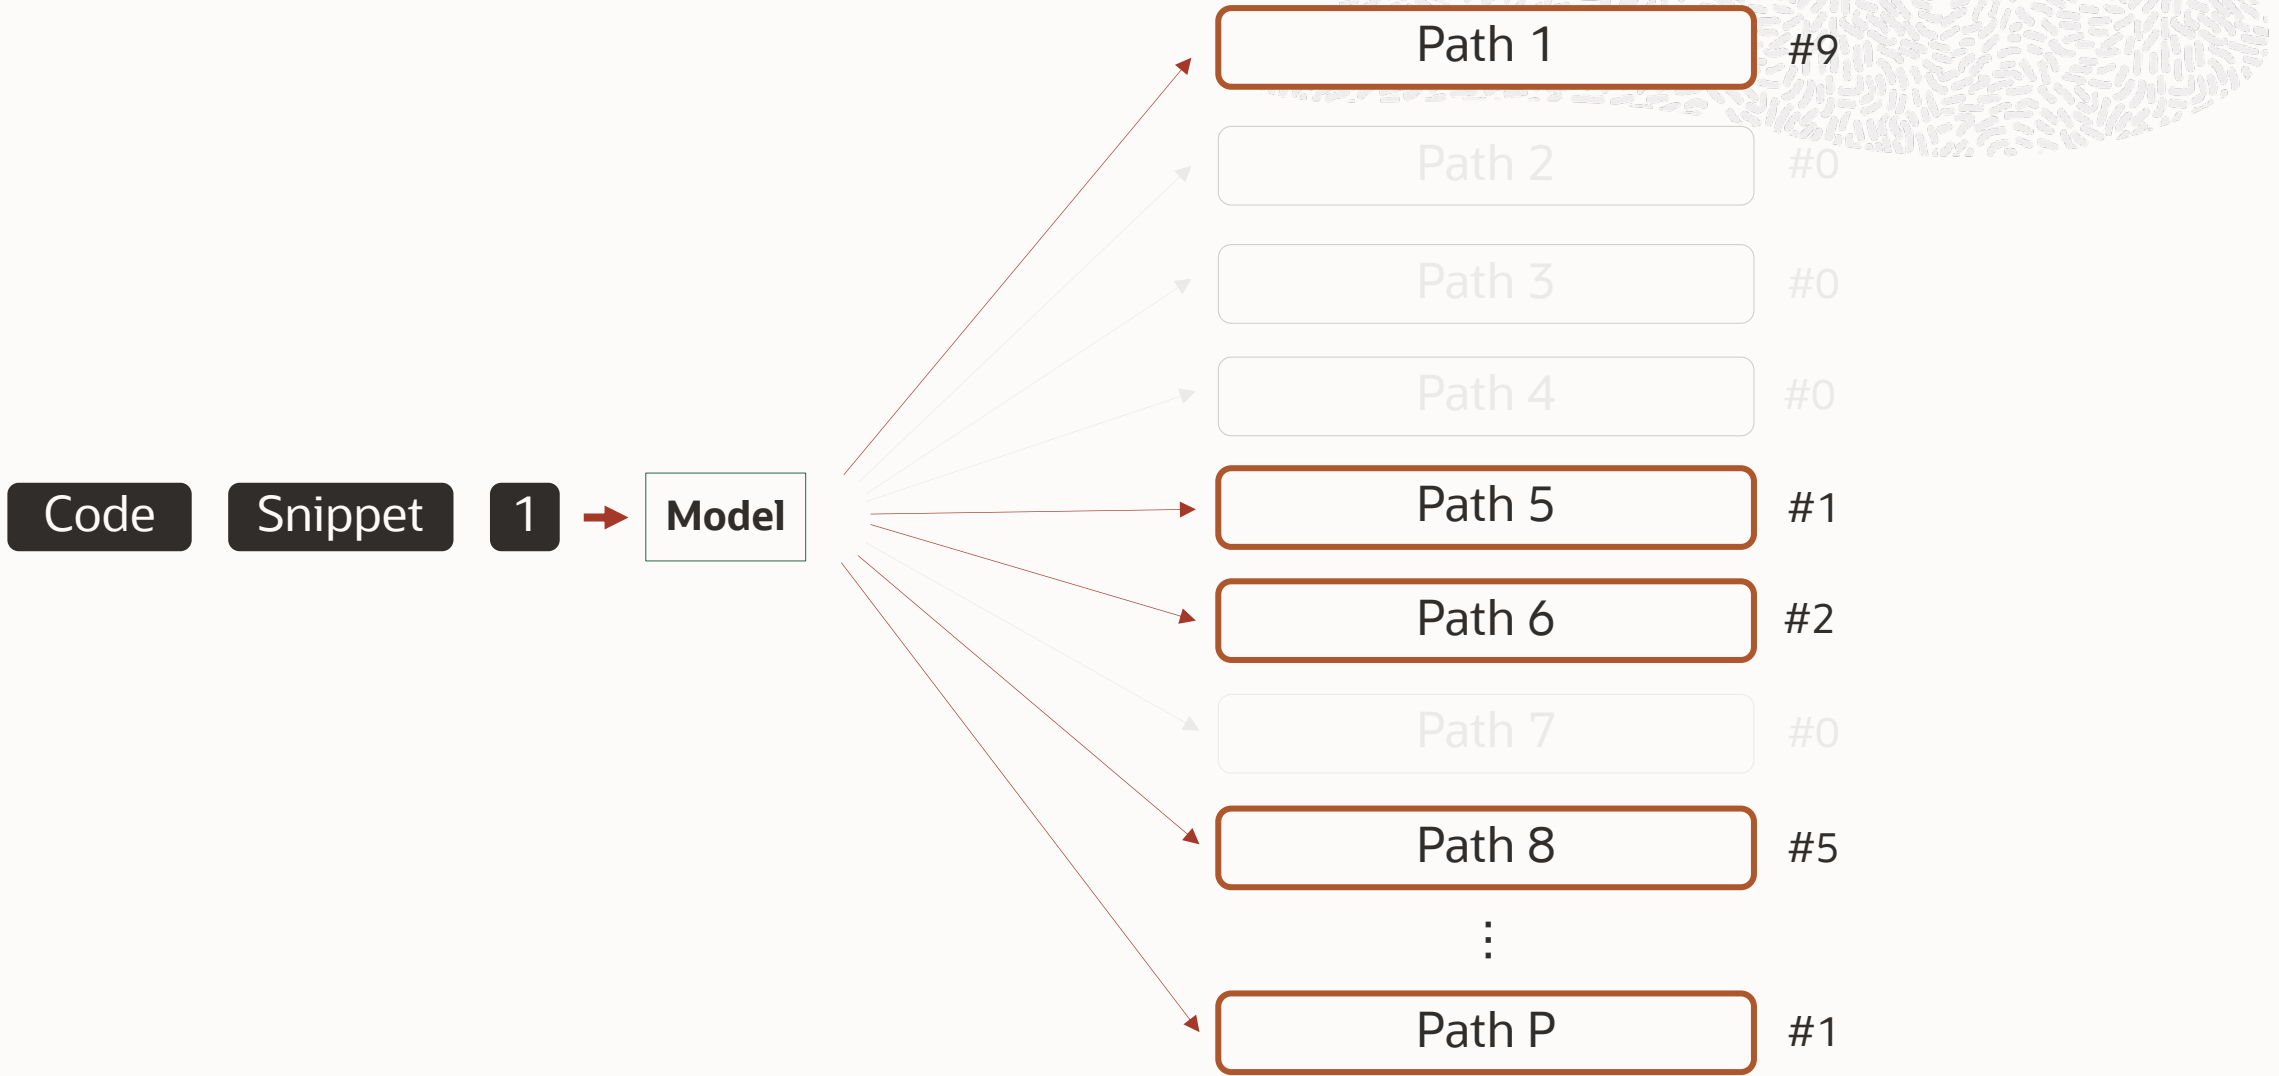 Path 1 #9
Path 2 #0
Path 3 #0
Path 4 #0
Code Snippet 1 Model
Path 5 #1
Path 6 #2
Path 7 #0
Path 8 #5
⋮
Path P #1